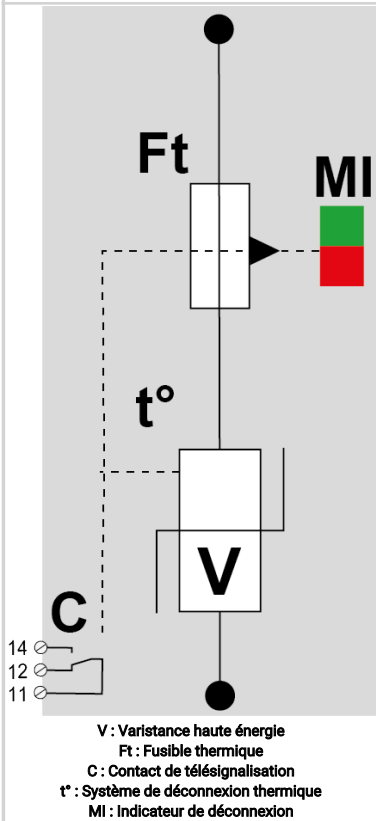 Ft
MI
t°
V
C
14
12
11
V : Varistance haute énergie
Ft : Fusible thermique
C : Contact de télésignalisation
t° : Système de déconnexion thermique
MI : Indicateur de déconnexion